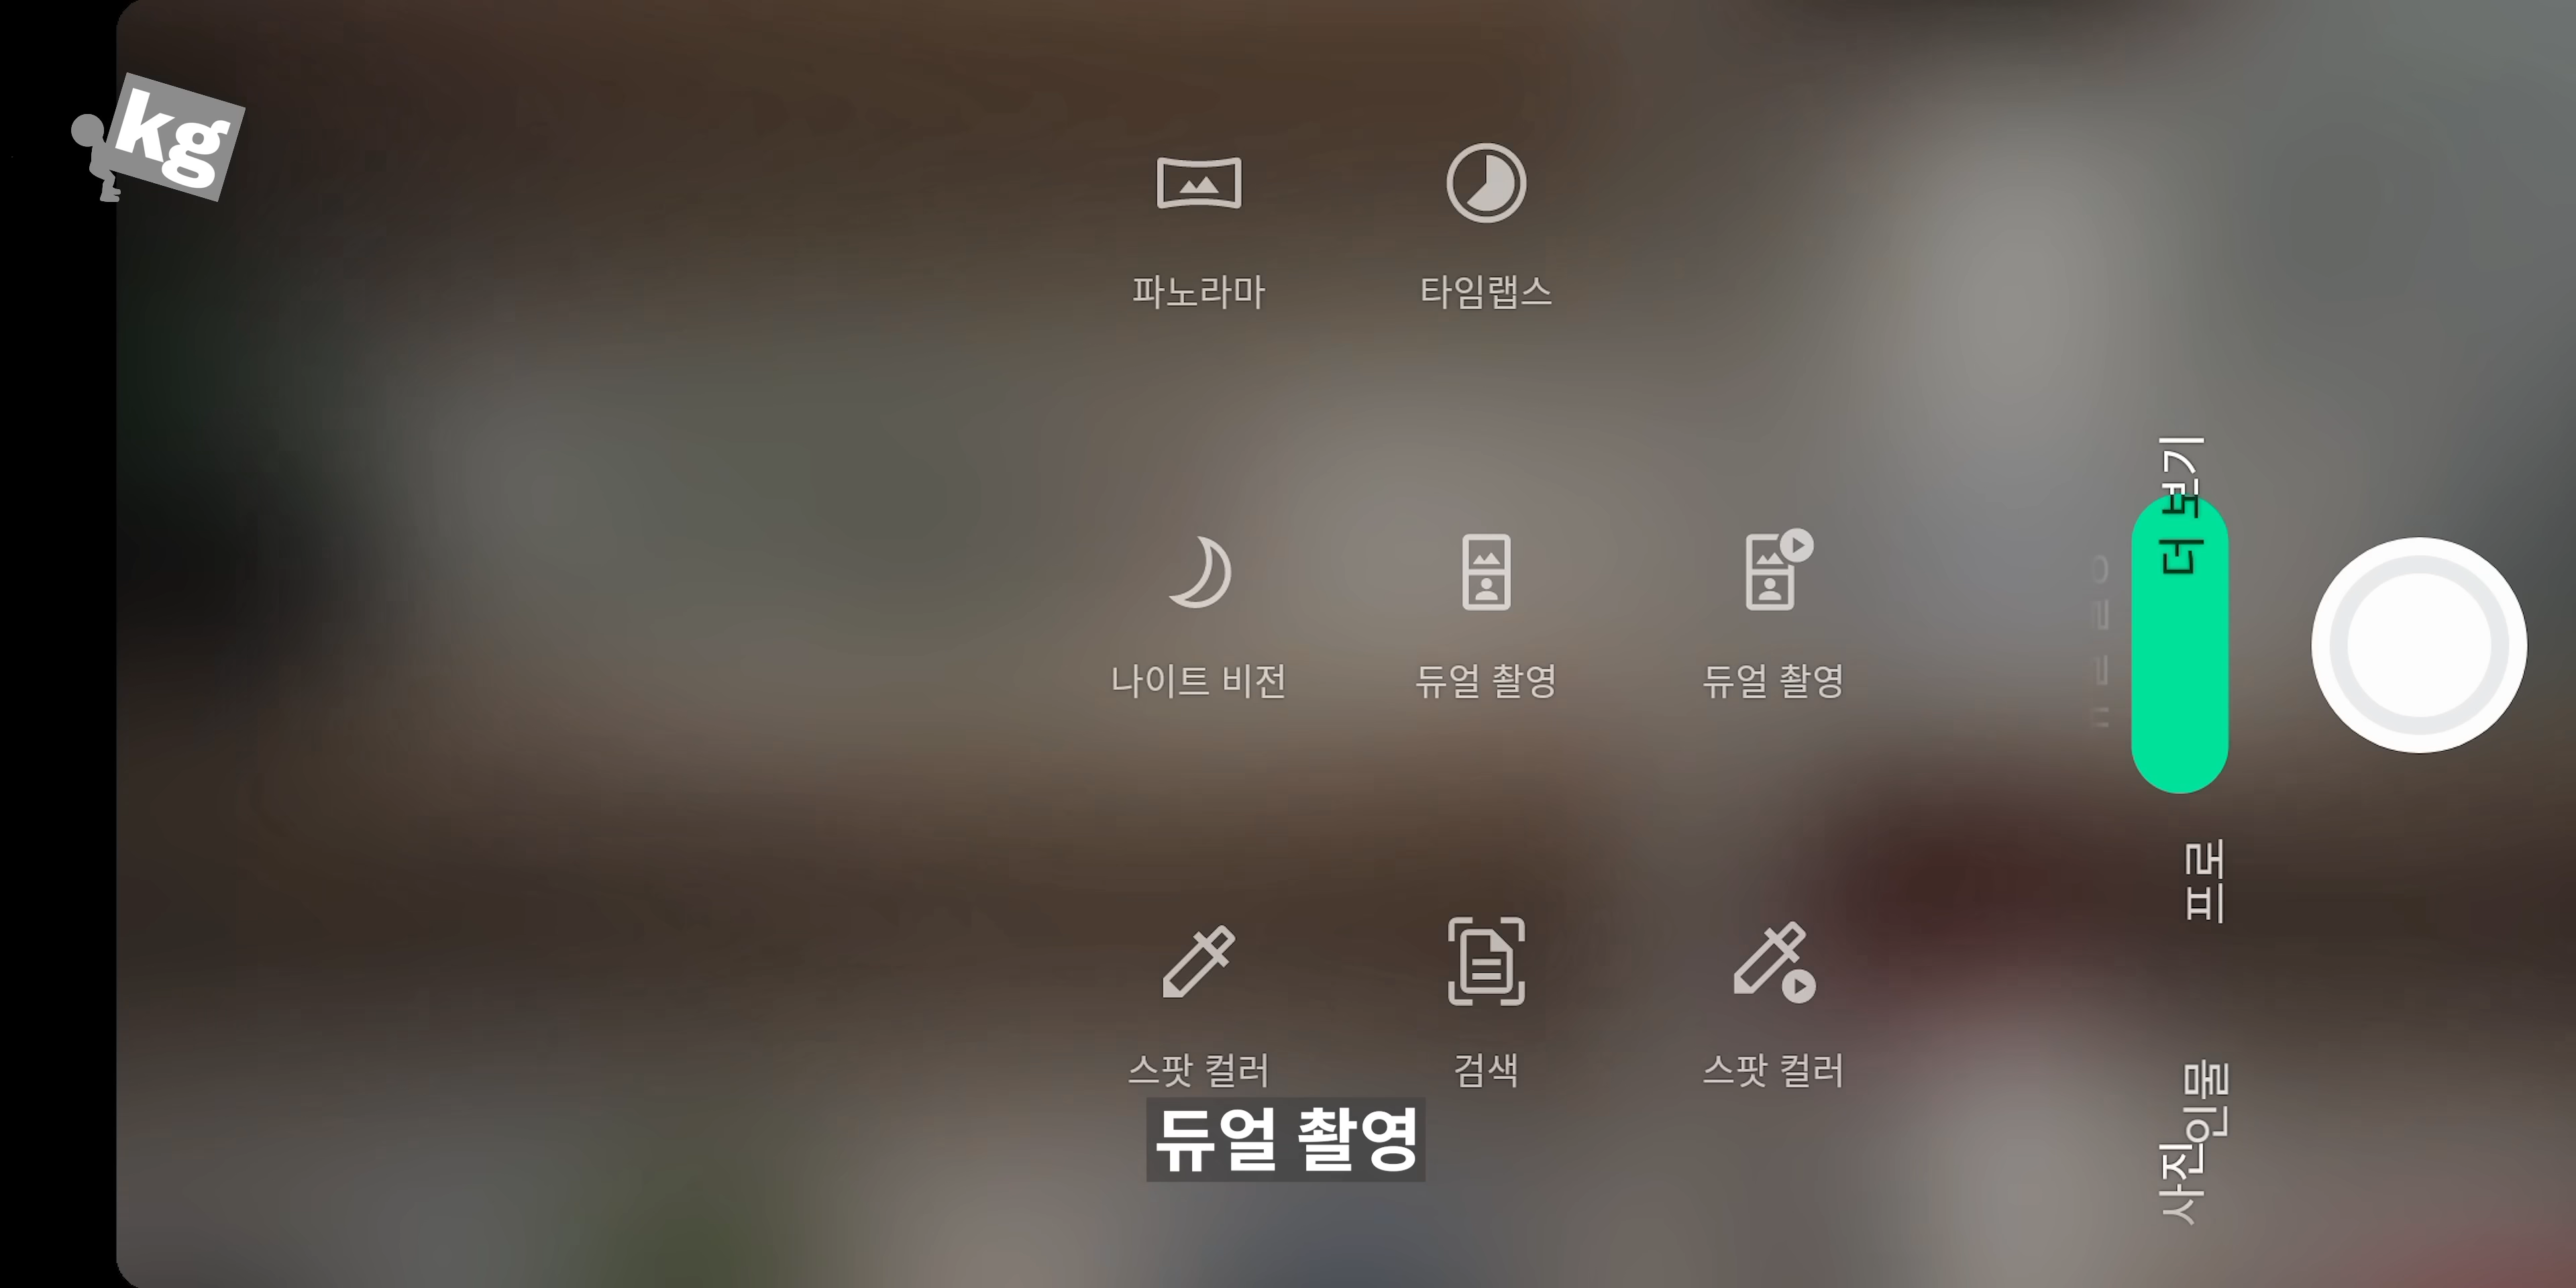 kg
파노라마
타임랩스
나이트 비전
듀얼 촬영
듀얼 촬영
스팟 컬러
검색
스팟 컬러
듀얼 촬영
더 보기
프로
인물
사진